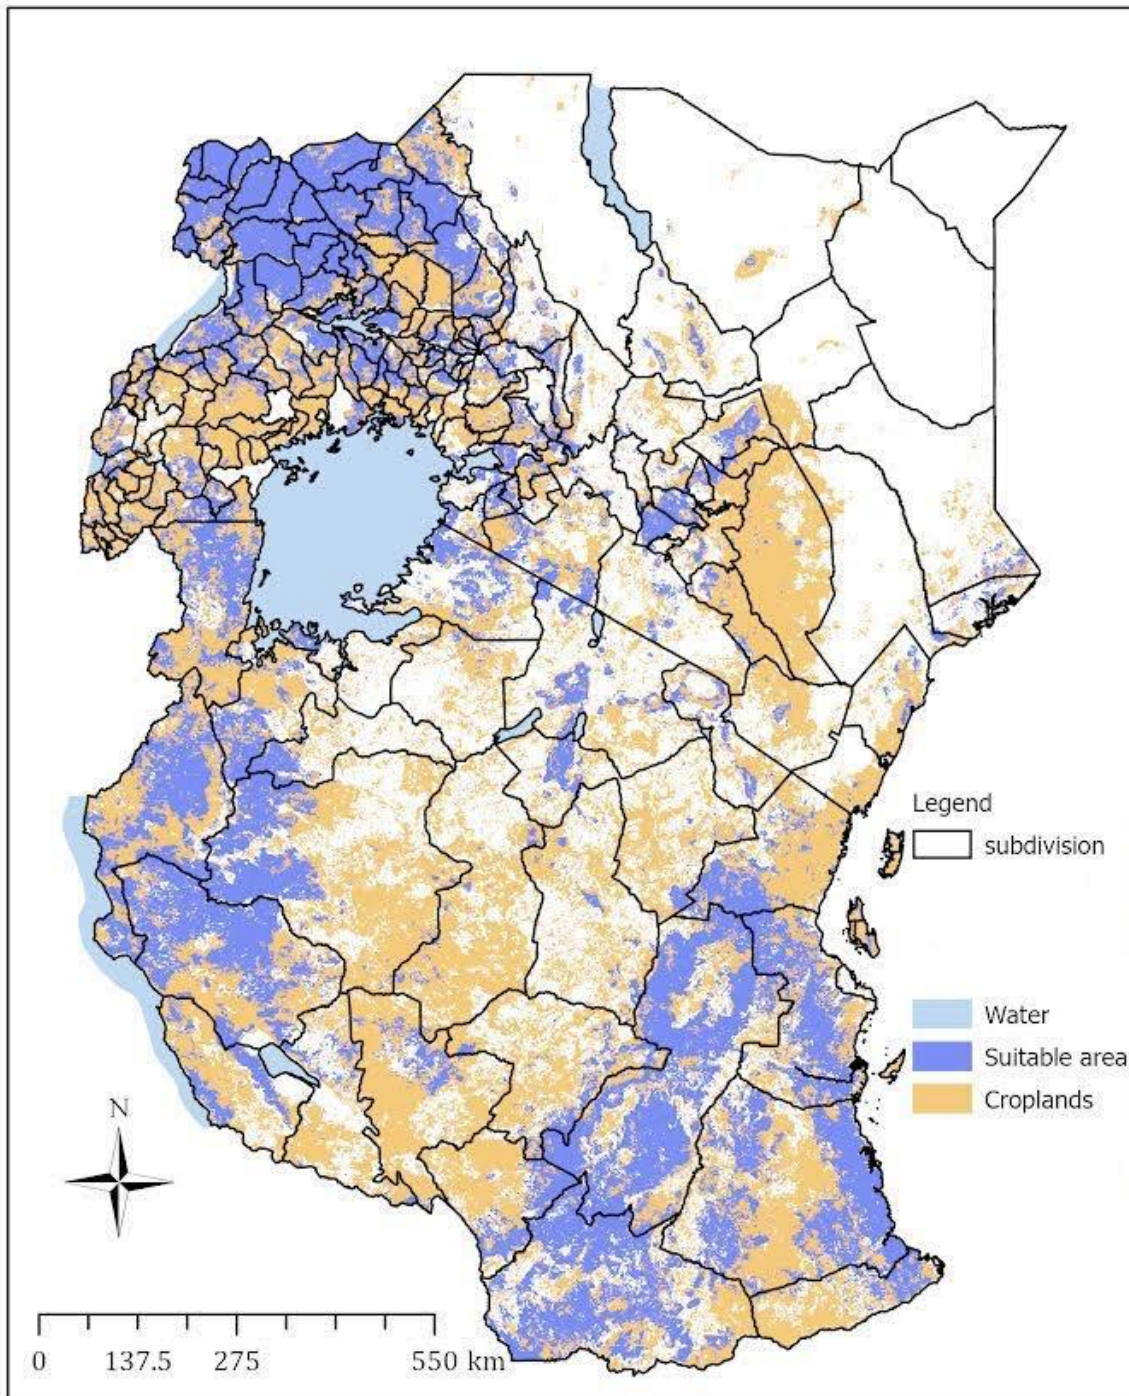 Legend
subdivision
Water
Suitable area
Croplands
N
0 137.5 275 550 km